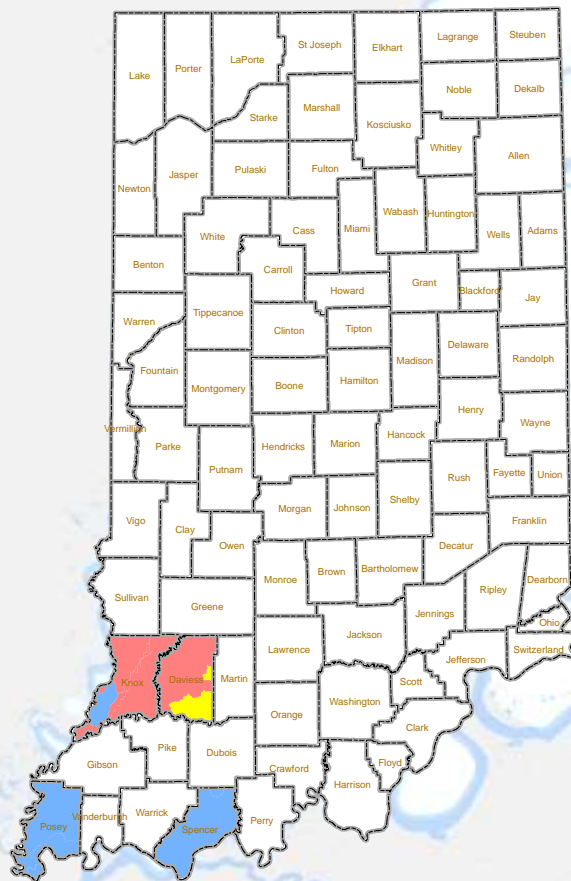 Steuben
Lagrange
Elkhart
St Joseph
LaPorte
Porter
Lake
Noble
Dekalb
Marshall
Starke
Kosciusko
Whitley
Allen
Fulton
Pulaski
Jasper
Newton
Wabash
Huntington
Miami
Cass
White
Wells
Adams
Benton
Carroll
Grant
Howard
Blackford
Jay
Tippecanoe
Warren
Clinton
Tipton
Delaware
Madison
Randolph
Fountain
Boone
Hamilton
Montgomery
Henry
Wayne
Vermillion
Hancock
Marion
Hendricks
Parke
Putnam
Rush
Fayette
Union
Shelby
Johnson
Morgan
Vigo
Clay
Franklin
Owen
Decatur
Bartholomew
Brown
Monroe
Dearborn
Ripley
Sullivan
Greene
Jennings
Ohio
Jackson
Lawrence
Switzerland
Jefferson
Martin
Daviess
Knox
Scott
Washington
Orange
Clark
Pike
Dubois
Gibson
Floyd
Crawford
Harrison
Warrick
Vanderburgh
Perry
Posey
Spencer